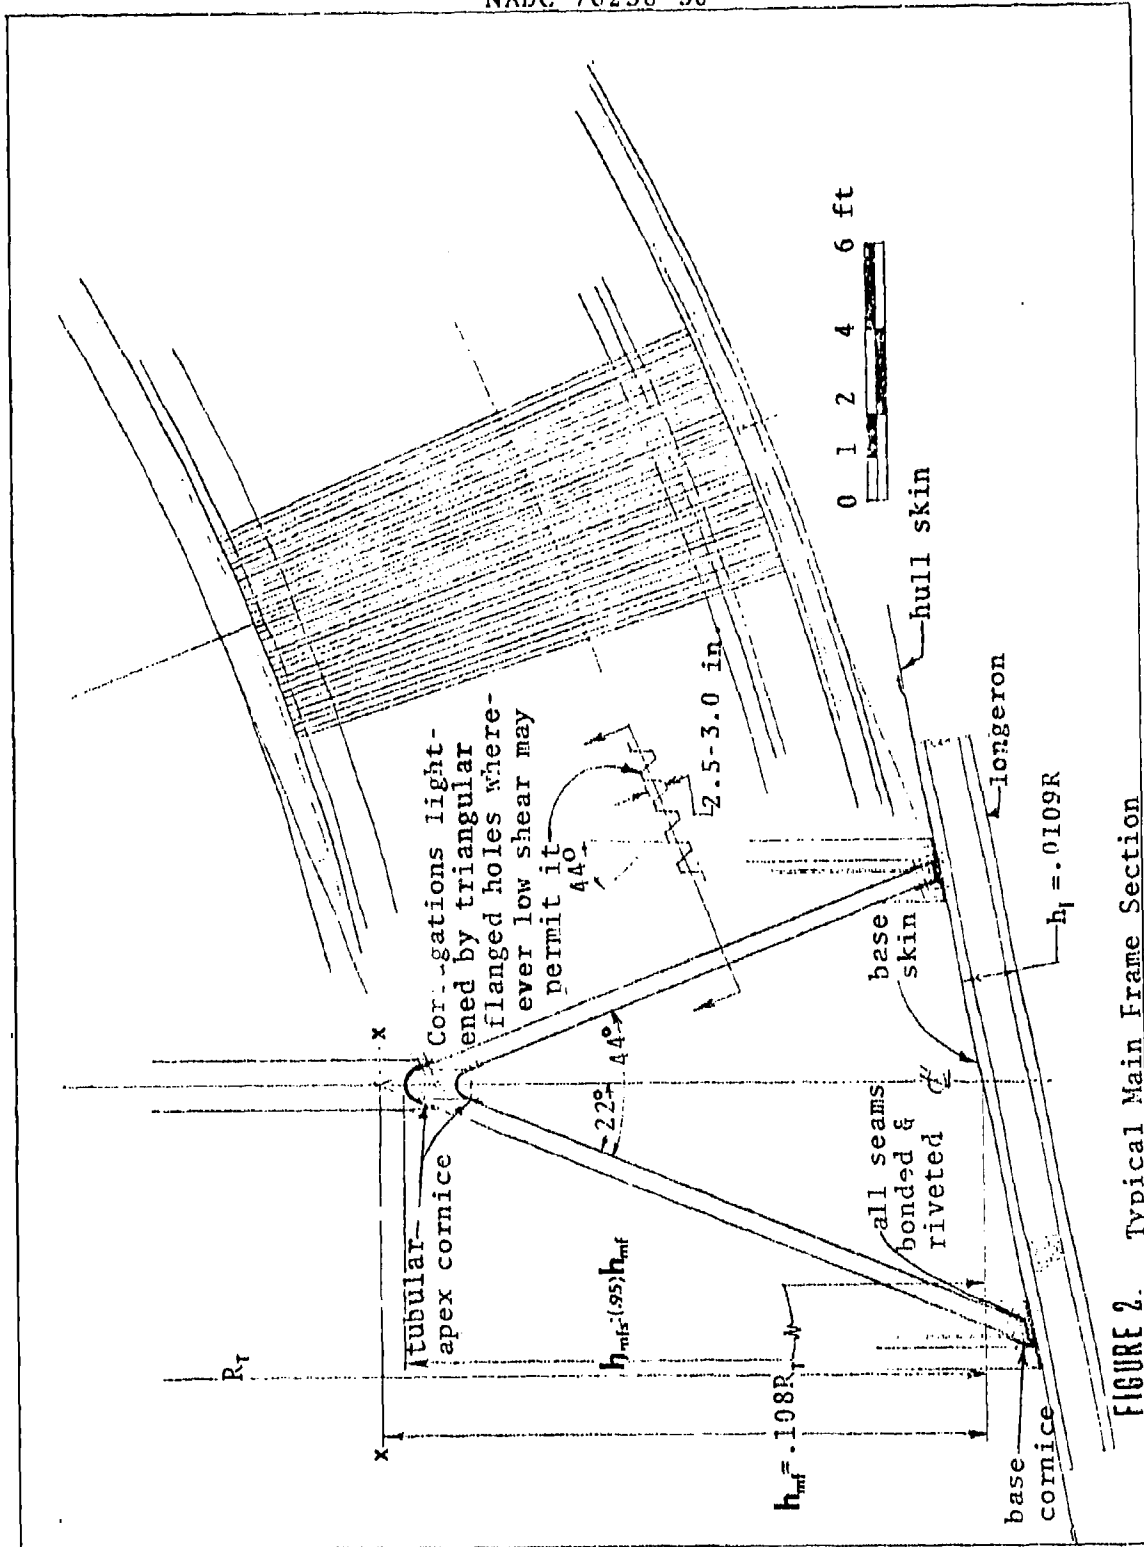 R_T
x
x
tubular
apex cornice
Cor..gations light-
ened by triangular
flanged holes where-
ever low shear may
permit it
44°
2.5-3.0 in.
22°
44°
h_mfs=(.95)h_mf
h_mf=.108R_T
all seams
bonded &
riveted
base
skin
base
cornice
hull skin
longeron
h_l=.0109R
0 1 2 4 6 ft
FIGURE 2. Typical Main Frame Section